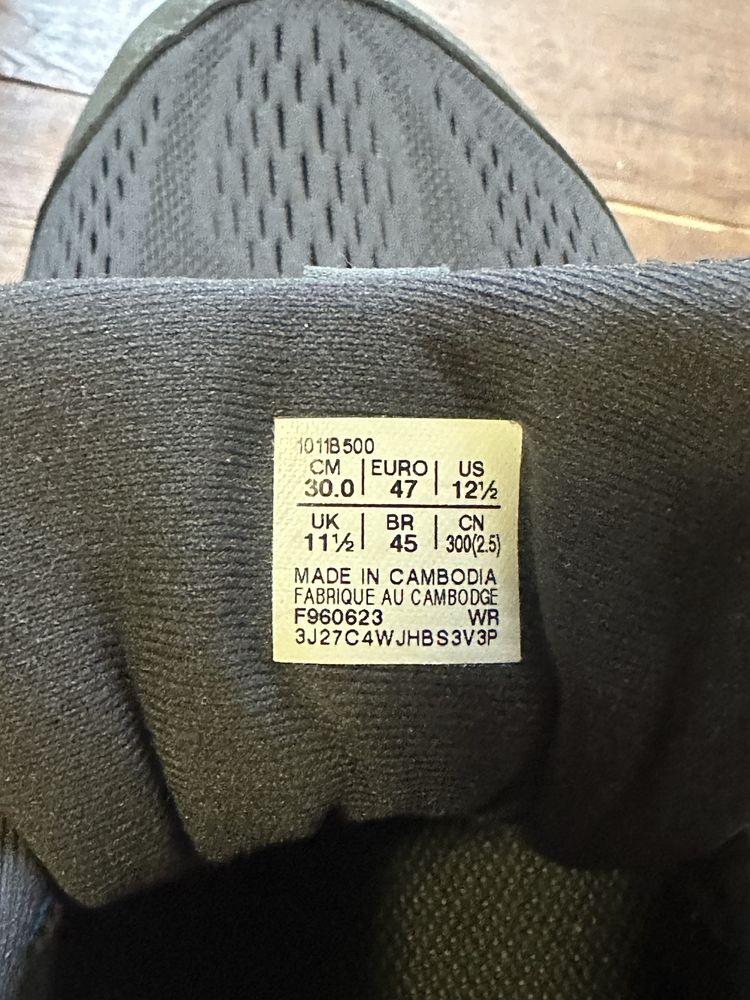 1011B500
CM | EURO | US
30.0 | 47 | 12½
UK | BR | CN
11½ | 45 | 300(2.5)
MADE IN CAMBODIA
FABRIQUE AU CAMBODGE
F960623 WR
3J27C4WJHBS3V3P